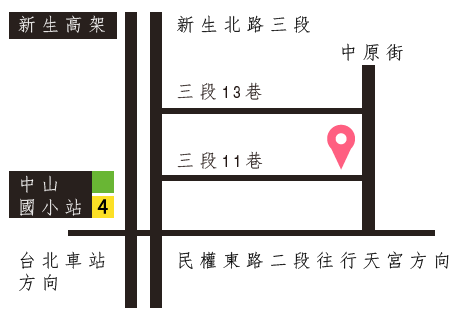 新生高架
新生北路三段
中原街
三段13巷
三段11巷
中山
國小站
4
台北車站
方向
民權東路二段往行天宮方向